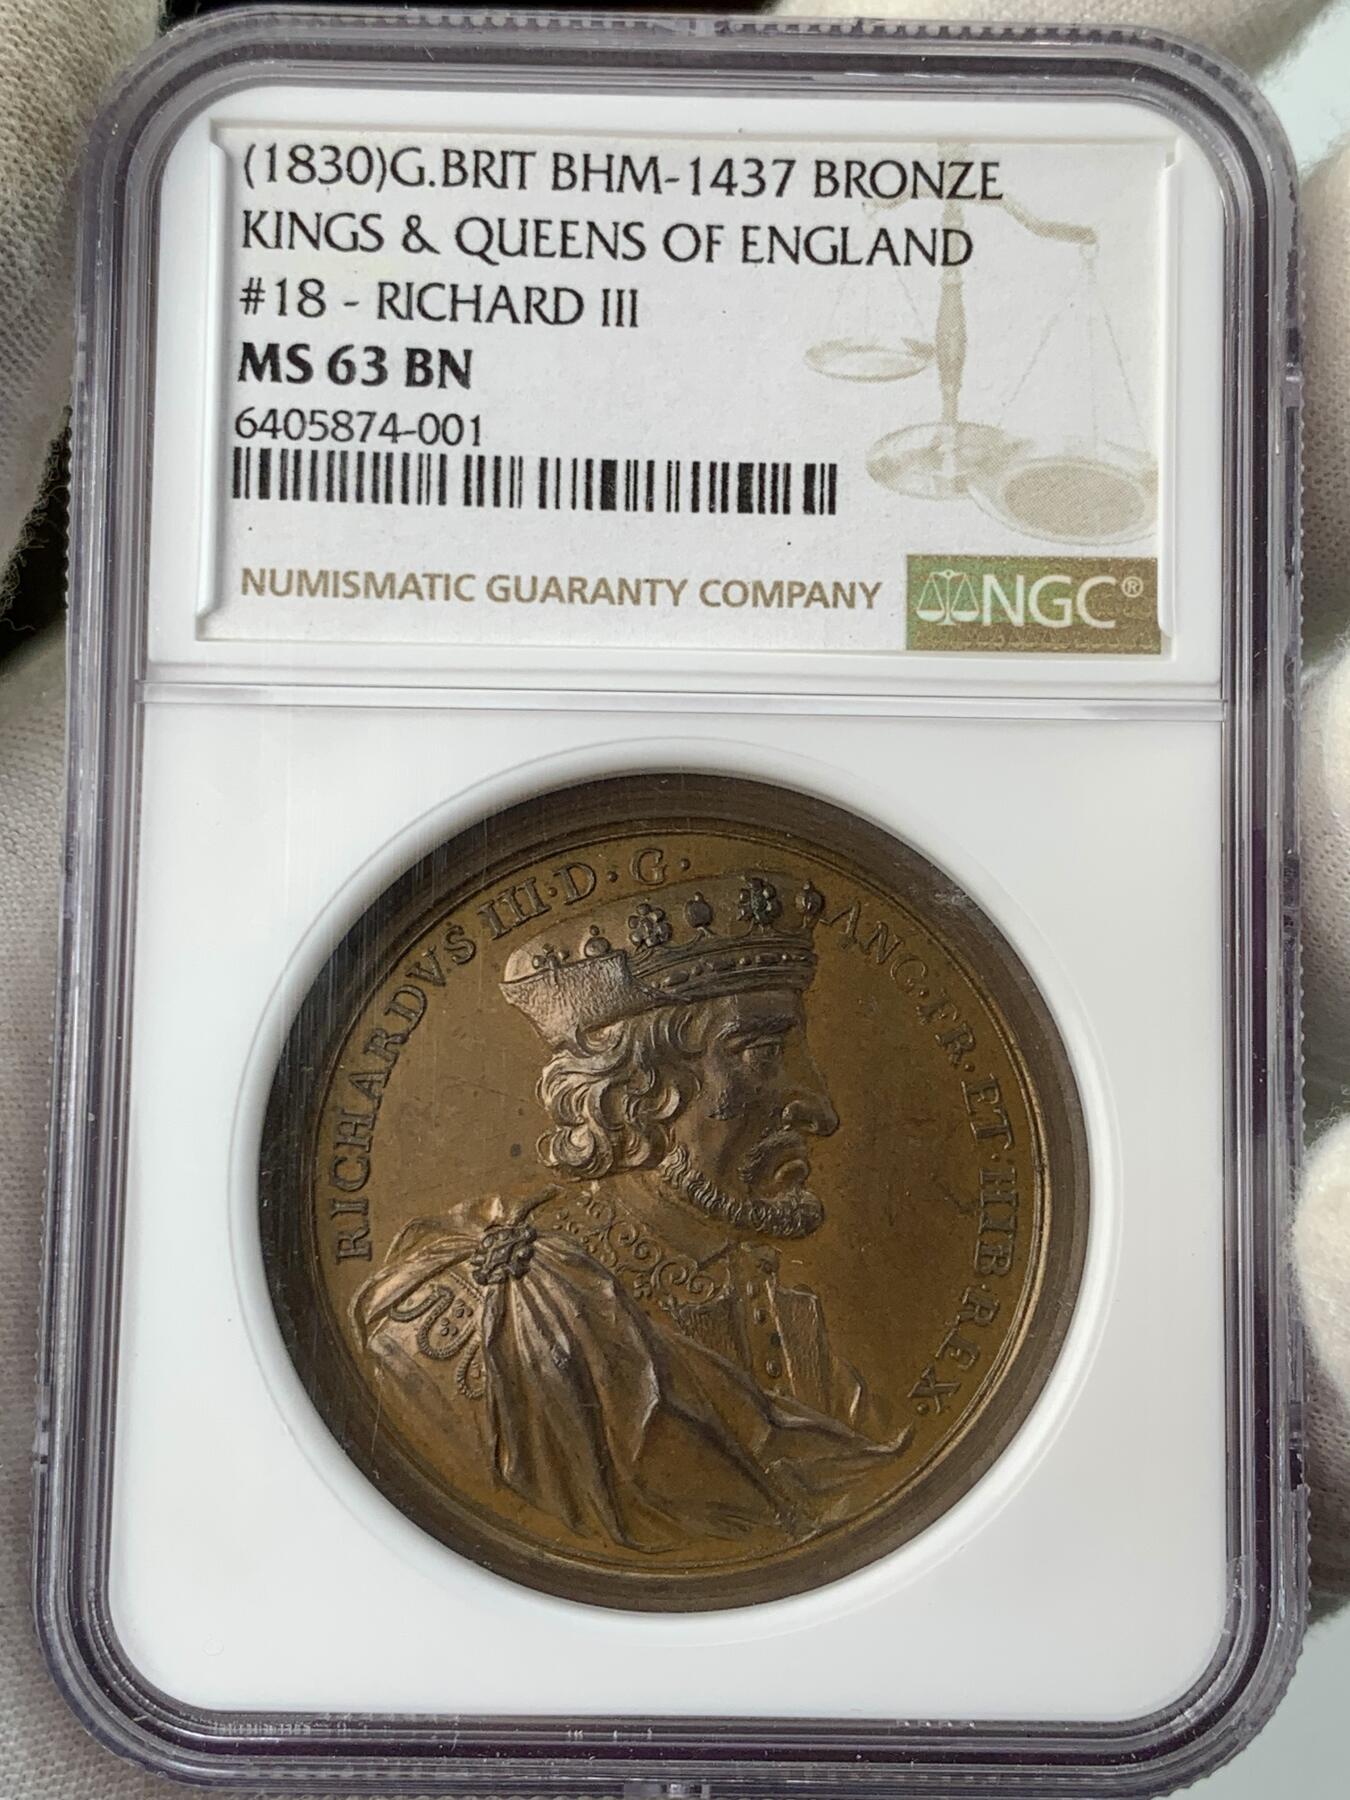 (1830)G.BRIT BHM-1437 BRONZE
KINGS & QUEENS OF ENGLAND
#18 - RICHARD III
MS 63 BN
6405874-001
NUMISMATIC GUARANTY COMPANY
NGC®
RICHARDVS III·D:G· ANG·FR·ET·HIB·REX·